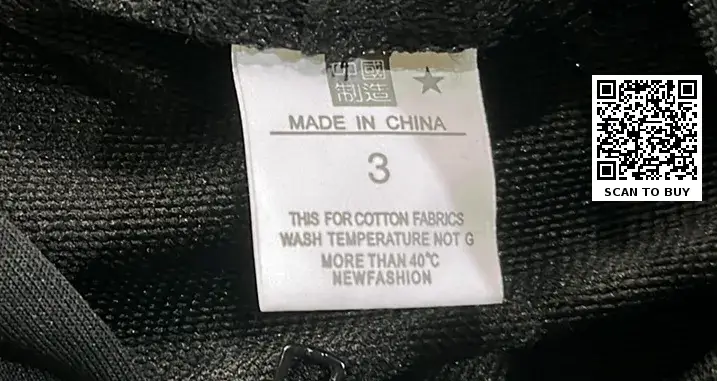 中國
制造
MADE IN CHINA
3
THIS FOR COTTON FABRICS
WASH TEMPERATURE NOT G
MORE THAN 40℃
NEWFASHION
SCAN TO BUY